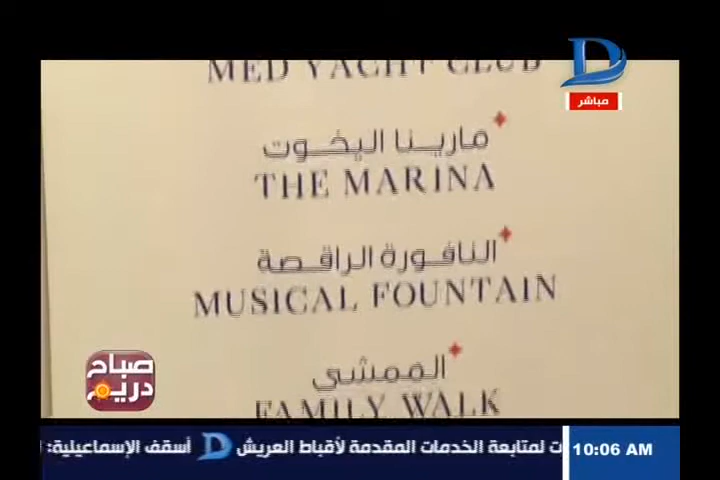 MED YACHT CLUB
مباشر
مارينا اليخوت
THE MARINA
النافورة الراقصة
MUSICAL FOUNTAIN
الممشي
FAMILY WALK
صباح
دريم
ت لمتابعة الخدمات المقدمة لأقباط العريش
أسقف الإسماعيلية:
10:06 AM